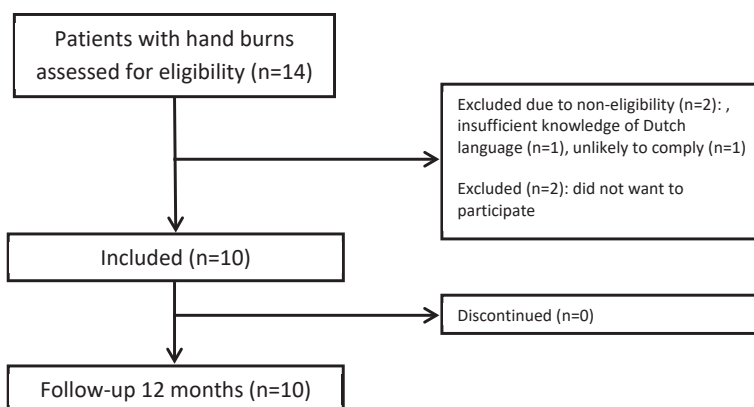 Patients with hand burns
assessed for eligibility (n=14)
Excluded due to non-eligibility (n=2): ,
insufficient knowledge of Dutch
language (n=1), unlikely to comply (n=1)
Excluded (n=2): did not want to
participate
Included (n=10)
Discontinued (n=0)
Follow-up 12 months (n=10)